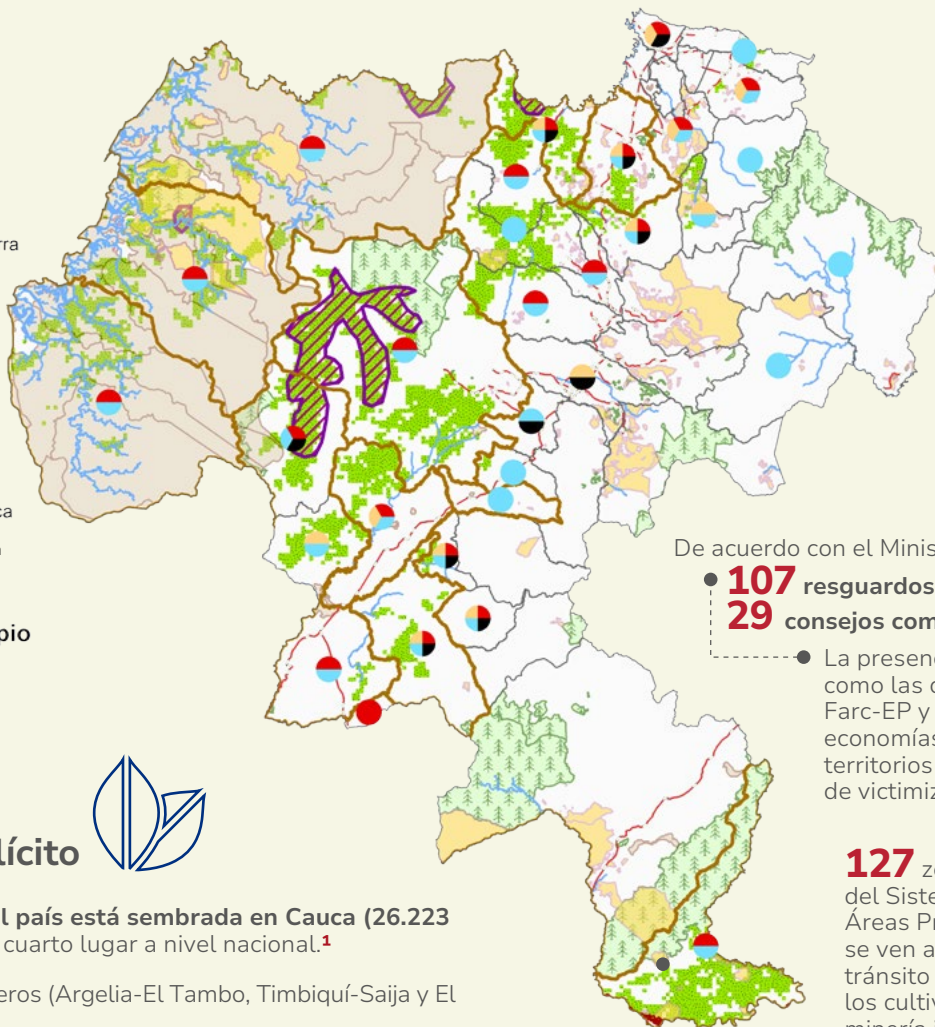 rra
ca
pio
De acuerdo con el Minis
107 resguardos
29 consejos com
La presenc
como las d
Farc-EP y
economías
territorios
de victimiz
lícito
l país está sembrada en Cauca (26.223
cuarto lugar a nivel nacional.1
eros (Argelia-El Tambo, Timbiquí-Saija y El
127 zo
del Siste
Áreas Pr
se ven a
tránsito
los cultiv
minería